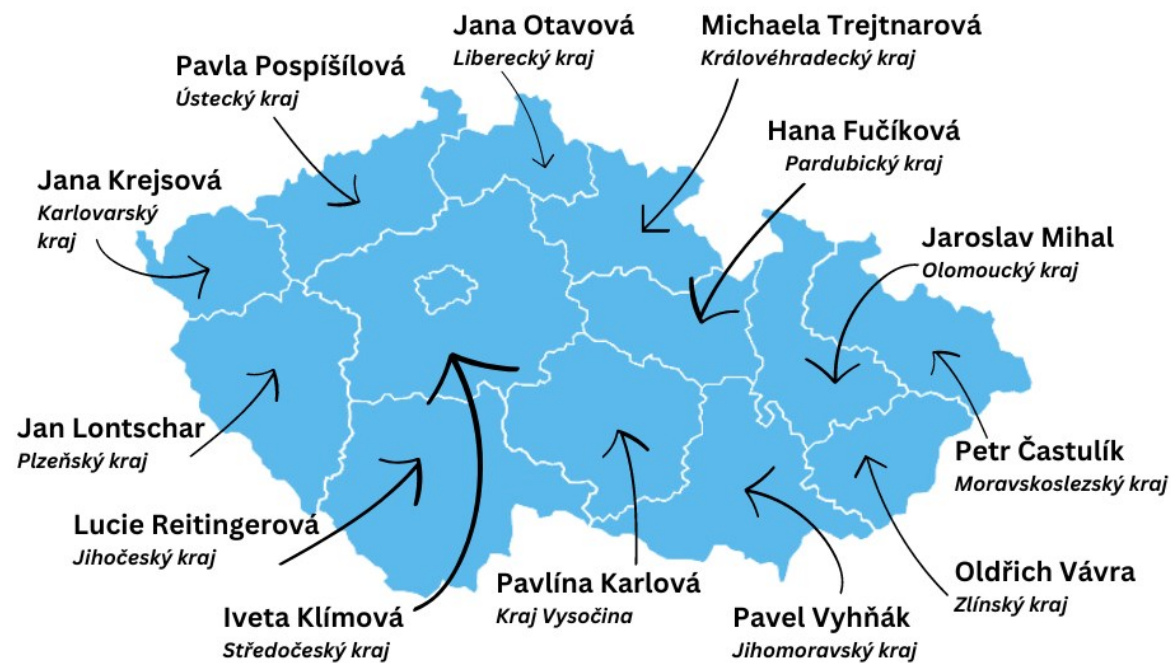 Jana Otavová
Liberecký kraj
Michaela Trejtnarová
Královéhradecký kraj
Pavla Pospíšílová
Ústecký kraj
Hana Fučíková
Pardubický kraj
Jana Krejsová
Karlovarský
kraj
Jaroslav Mihal
Olomoucký kraj
Jan Lontschar
Plzeňský kraj
Petr Častulík
Moravskoslezský kraj
Lucie Reitingerová
Jihočeský kraj
Oldřich Vávra
Zlínský kraj
Pavlína Karlová
Kraj Vysočina
Iveta Klímová
Středočeský kraj
Pavel Vyhňák
Jihomoravský kraj